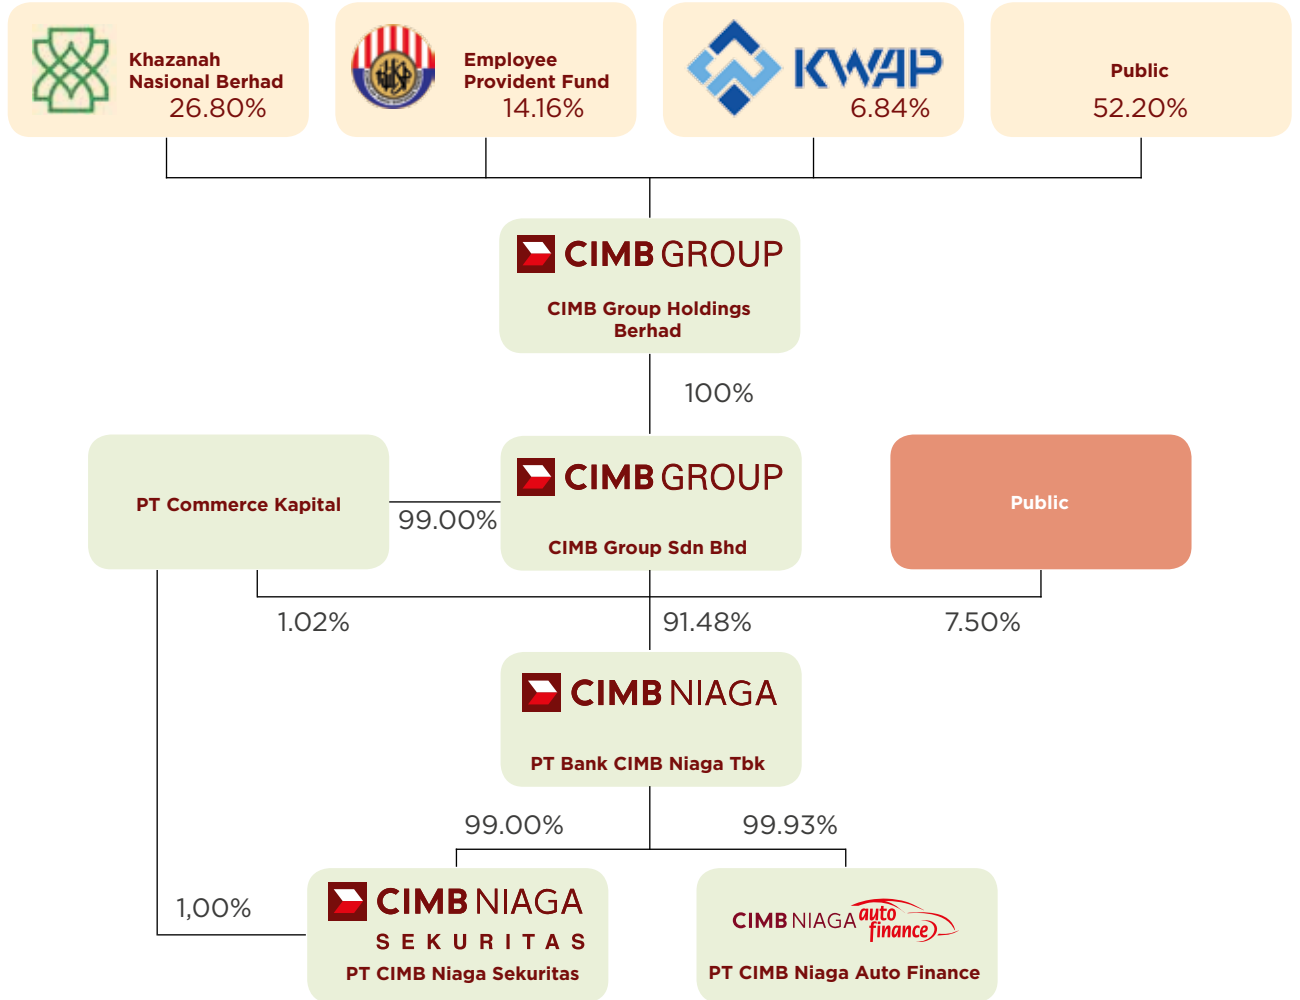 Khazanah
Nasional Berhad
26.80%
Employee
Provident Fund
14.16%
KWAP
6.84%
Public
52.20%
CIMB GROUP
CIMB Group Holdings
Berhad
100%
PT Commerce Kapital
99.00%
CIMB GROUP
CIMB Group Sdn Bhd
Public
1.02%
91.48%
7.50%
CIMB NIAGA
PT Bank CIMB Niaga Tbk
99.00%
99.93%
1,00%
CIMB NIAGA
SEKURITAS
PT CIMB Niaga Sekuritas
CIMB NIAGA auto
finance
PT CIMB Niaga Auto Finance